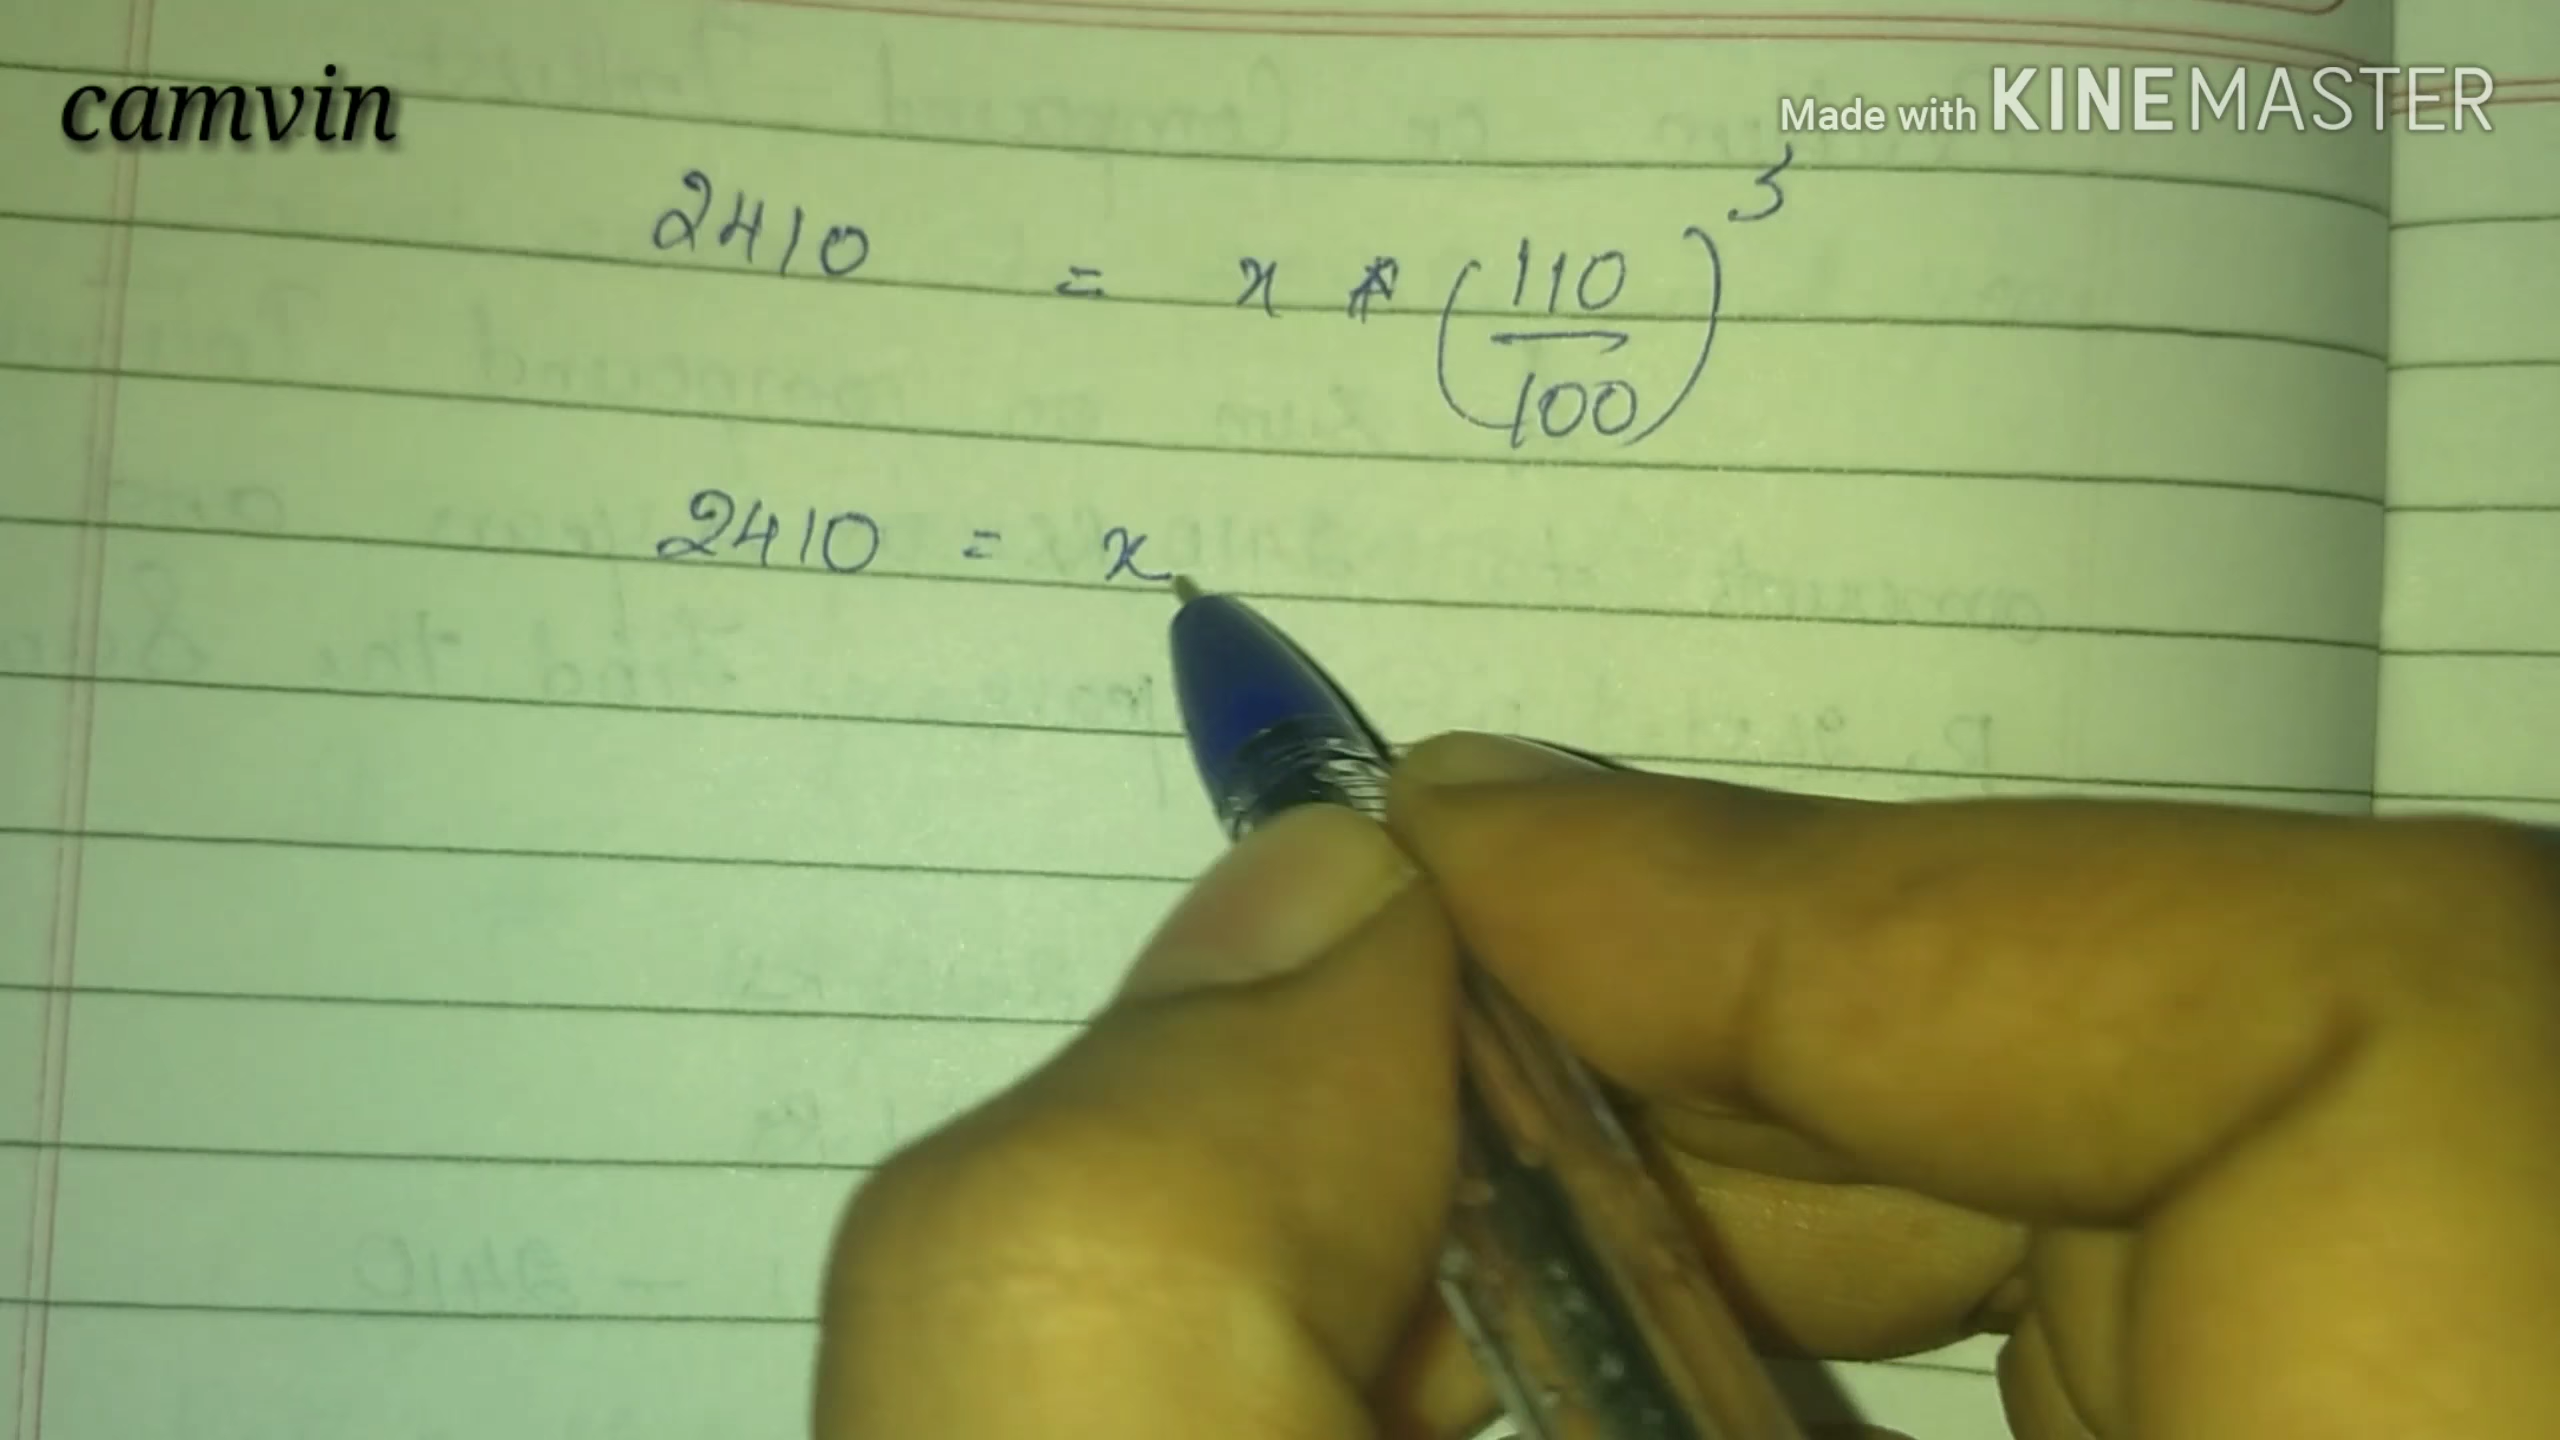 camvin
Made with KINEMASTER
2410 = x * (110/100)^3
2410 = x